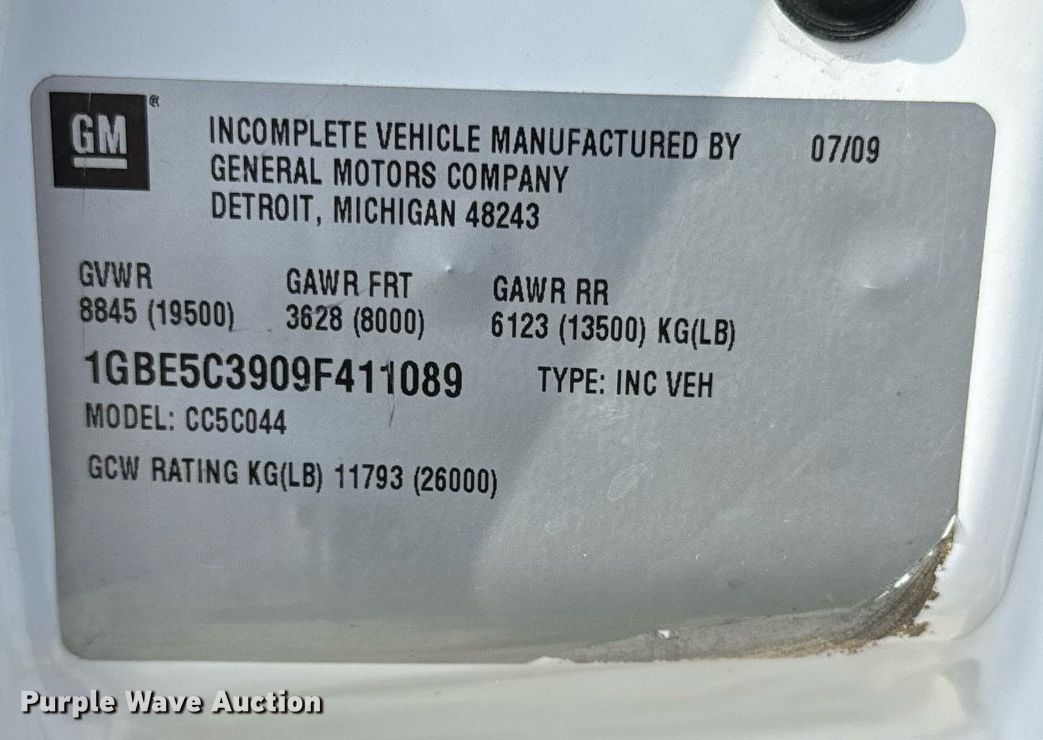 GM ®
INCOMPLETE VEHICLE MANUFACTURED BY 07/09
GENERAL MOTORS COMPANY
DETROIT, MICHIGAN 48243
GVWR GAWR FRT GAWR RR
8845 (19500) 3628 (8000) 6123 (13500) KG(LB)
1GBE5C3909F411089 TYPE: INC VEH
MODEL: CC5C044
GCW RATING KG(LB) 11793 (26000)
Purple Wave Auction